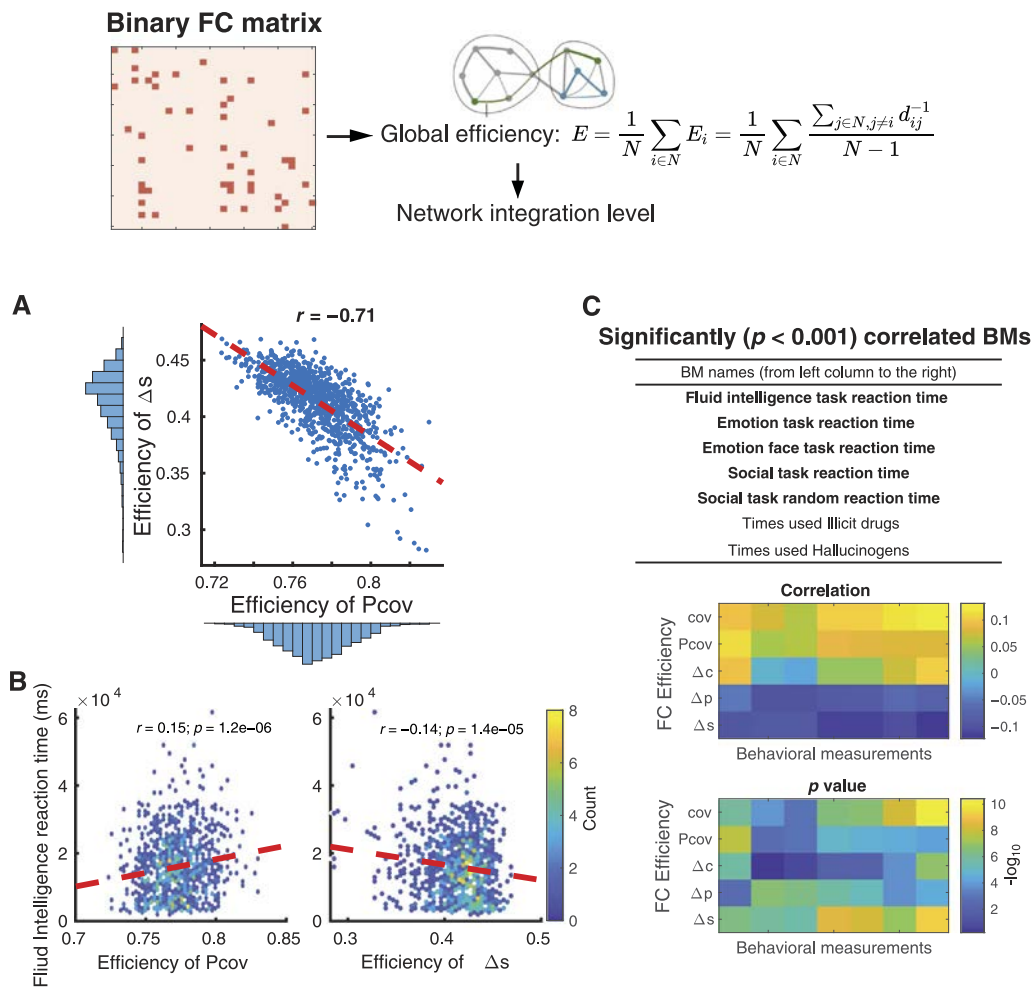 Binary FC matrix
Global efficiency: E = 1/N ∑_{i∈N} E_i = 1/N ∑_{i∈N} (∑_{j∈N,j≠i} d_{ij}^{-1})/(N − 1)
Network integration level
A
r = −0.71
Efficiency of Δs
0.45
0.4
0.35
0.3
0.72
0.76
0.8
Efficiency of Pcov
B
Fliud Intelligence reaction time (ms)
× 10^4
r = 0.15; p = 1.2e-06
6
4
2
0
0.7
0.75
0.8
0.85
Efficiency of Pcov
× 10^4
r = −0.14; p = 1.4e-05
6
4
2
0
0.3
0.4
0.5
Efficiency of Δs
8
6
4
2
0
Count
C
Significantly (p < 0.001) correlated BMs
BM names (from left column to the right)
Fluid intelligence task reaction time
Emotion task reaction time
Emotion face task reaction time
Social task reaction time
Social task random reaction time
Times used Illicit drugs
Times used Hallucinogens
Correlation
FC Efficiency
cov
Pcov
Δc
Δp
Δs
Behavioral measurements
0.1
0.05
0
−0.05
−0.1
p value
FC Efficiency
cov
Pcov
Δc
Δp
Δs
Behavioral measurements
10
8
6
4
2
-log10